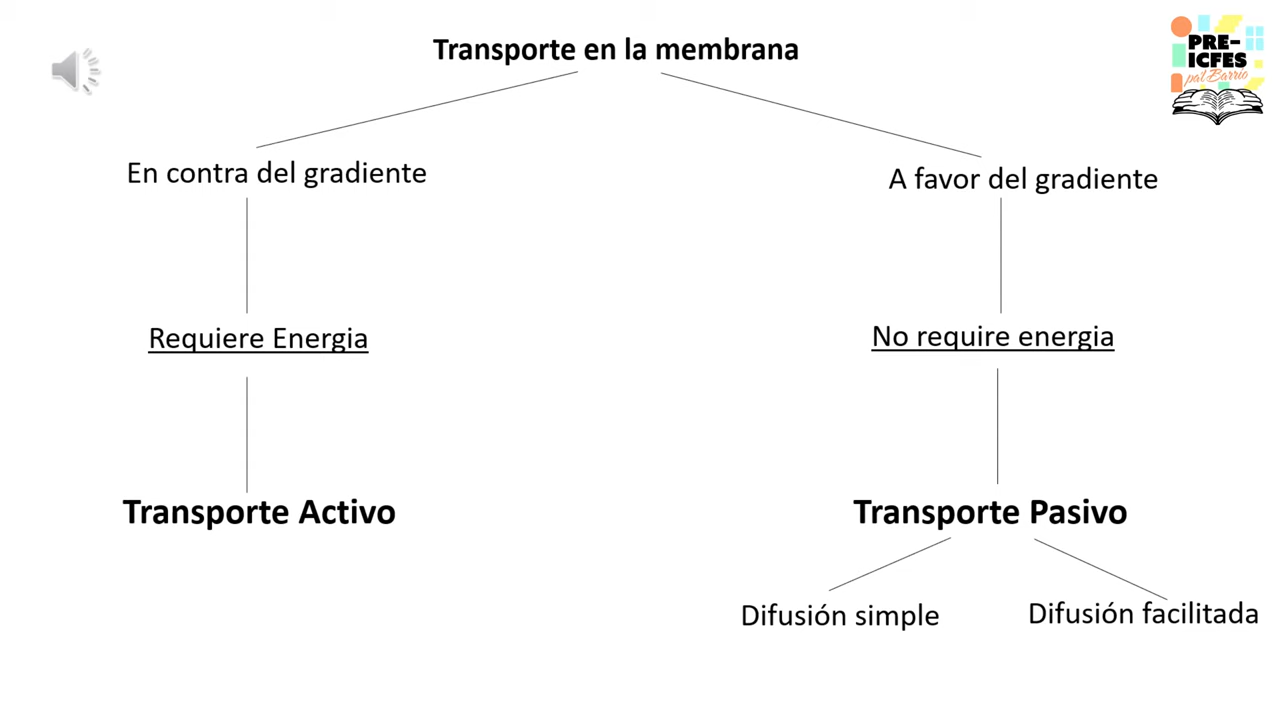 Transporte en la membrana
PRE-
ICFES
pa'l Barrio
En contra del gradiente
A favor del gradiente
Requiere Energia
No require energia
Transporte Activo
Transporte Pasivo
Difusión simple
Difusión facilitada